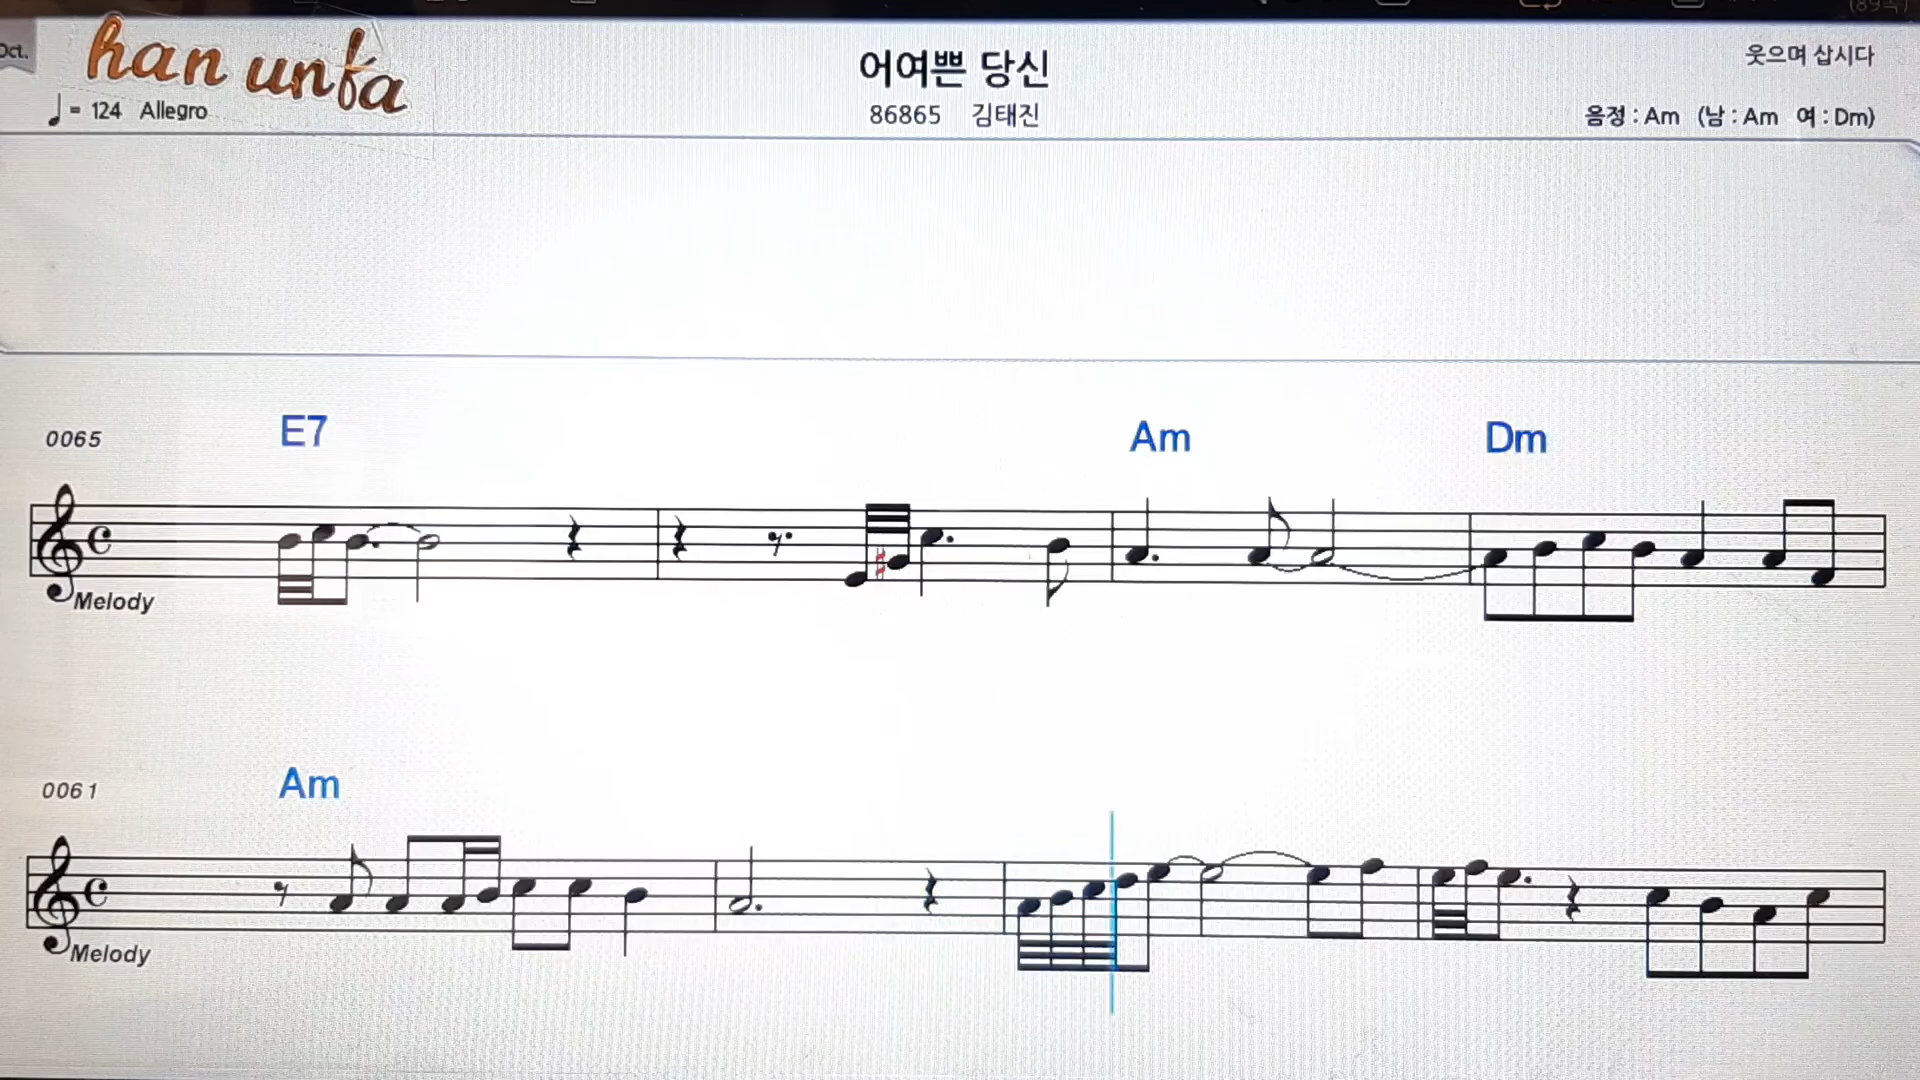 Oct.
han unfa
= 124 Allegro
어여쁜 당신
86865 김태진
웃으며 삽시다
음정 : Am (남 : Am 여 : Dm)
0065
E7
Am
Dm
Melody
0061
Am
Melody